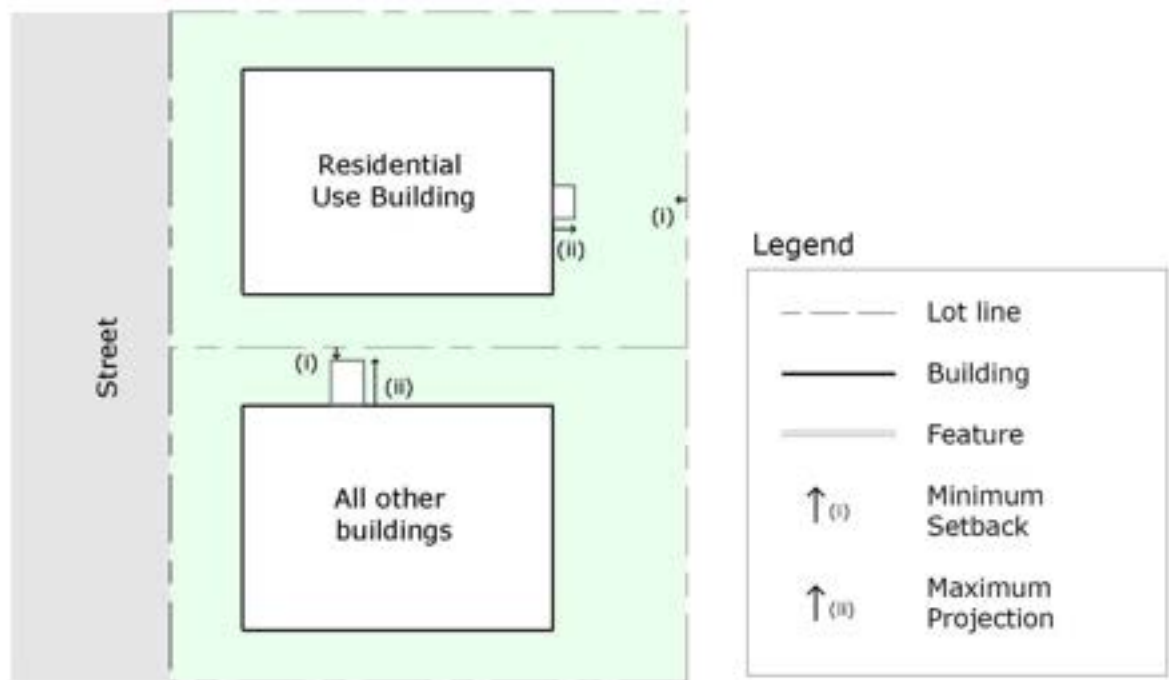 Residential
Use Building
(i)
(ii)
Street
(i)
(ii)
All other
buildings
Legend
Lot line
Building
Feature
(i)
Minimum
Setback
(ii)
Maximum
Projection